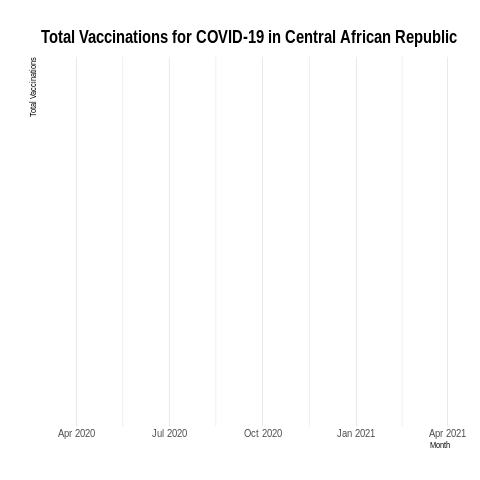 Total Vaccinations for COVID-19 in Central African Republic
Total Vaccinations
Apr 2020 Jul 2020 Oct 2020 Jan 2021 Apr 2021
Month